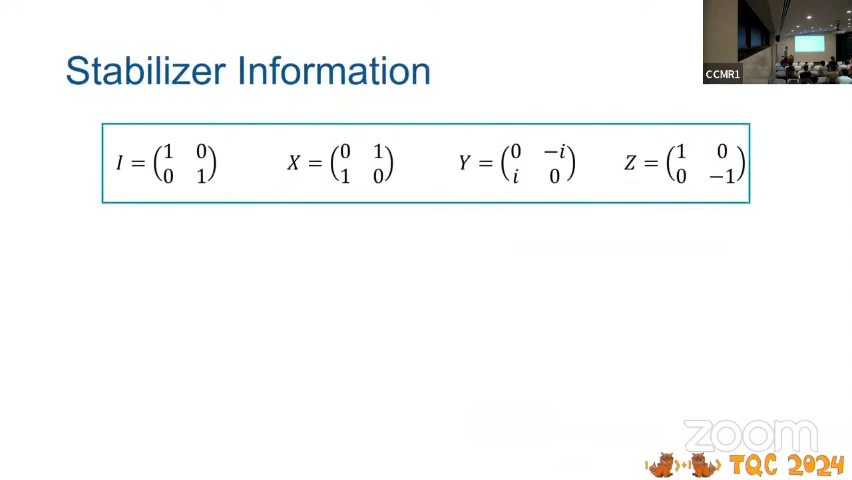 CCMR1
Stabilizer Information
I = (1 0 0 1) X = (0 1 1 0) Y = (0 −i i 0) Z = (1 0 0 −1)
zoom
TQC 2024